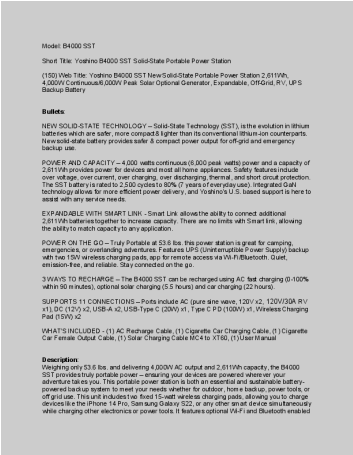 Model: B4000 SST
Short Title: Yoshino B4000 SST Solid-State Portable Power Station
(150) Web Title: Yoshino B4000 SST New Solid-State Portable Power Station 2,611Wh,
4,000W Continuous/6,000W Peak Solar Optional Generator, Expandable, Off-Grid, RV, UPS
Backup Battery
Bullets:
NEW SOLID-STATE TECHNOLOGY – Solid-State Technology (SST), is the evolution in lithium
batteries which are safer, more compact & lighter than its conventional lithium-ion counterparts.
New solid-state battery provides safer & compact power output for off-grid and emergency
backup use.
POWER AND CAPACITY – 4,000 watts continuous (6,000 peak watts) power and a capacity of
2,611Wh provides power for devices and most all home appliances. Safety features include
over voltage, over current, over charging, over discharging, thermal, and short circuit protection.
The SST battery is rated to 2,500 cycles to 80% (7 years of everyday use). Integrated GaN
technology allows for more efficient power delivery, and Yoshino's U.S. based support is here to
assist with any service needs.
EXPANDABLE WITH SMART LINK - Smart Link allows the ability to connect additional
2,611Wh batteries together to increase capacity. There are no limits with Smart link, allowing
the ability to match capacity to any application.
POWER ON THE GO – Truly Portable at 53.6 lbs. this power station is great for camping,
emergencies, or overlanding adventures. Features UPS (Uninterruptible Power Supply) backup
with two 15W wireless charging pads, app for remote access via Wi-Fi/Bluetooth. Quiet,
emission-free, and reliable. Stay connected on the go.
3 WAYS TO RECHARGE – The B4000 SST can be recharged using AC fast charging (0-100%
within 90 minutes), optional solar charging (5.5 hours) and car charging (22 hours).
SUPPORTS 11 CONNECTIONS – Ports include AC (pure sine wave, 120V x2, 120V/30A RV
x1), DC (12V) x2, USB-A x2, USB-Type C (20W) x1, Type C PD (100W) x1, Wireless Charging
Pad (15W) x2
WHAT'S INCLUDED - (1) AC Recharge Cable, (1) Cigarette Car Charging Cable, (1) Cigarette
Car Female Output Cable, (1) Solar Charging Cable MC4 to XT60, (1) User Manual
Description:
Weighing only 53.6 lbs. and delivering 4,000W AC output and 2,611Wh capacity, the B4000
SST provides truly portable power – ensuring your devices are powered wherever your
adventure takes you. This portable power station is both an essential and sustainable battery-
powered backup system to meet your needs whether for outdoor, home backup, power tools, or
off grid use. This unit includes two fixed 15-watt wireless charging pads, allowing you to charge
devices like the iPhone 14 Pro, Samsung Galaxy S22, or any other smart device simultaneously
while charging other electronics or power tools. It features optional Wi-Fi and Bluetooth enabled